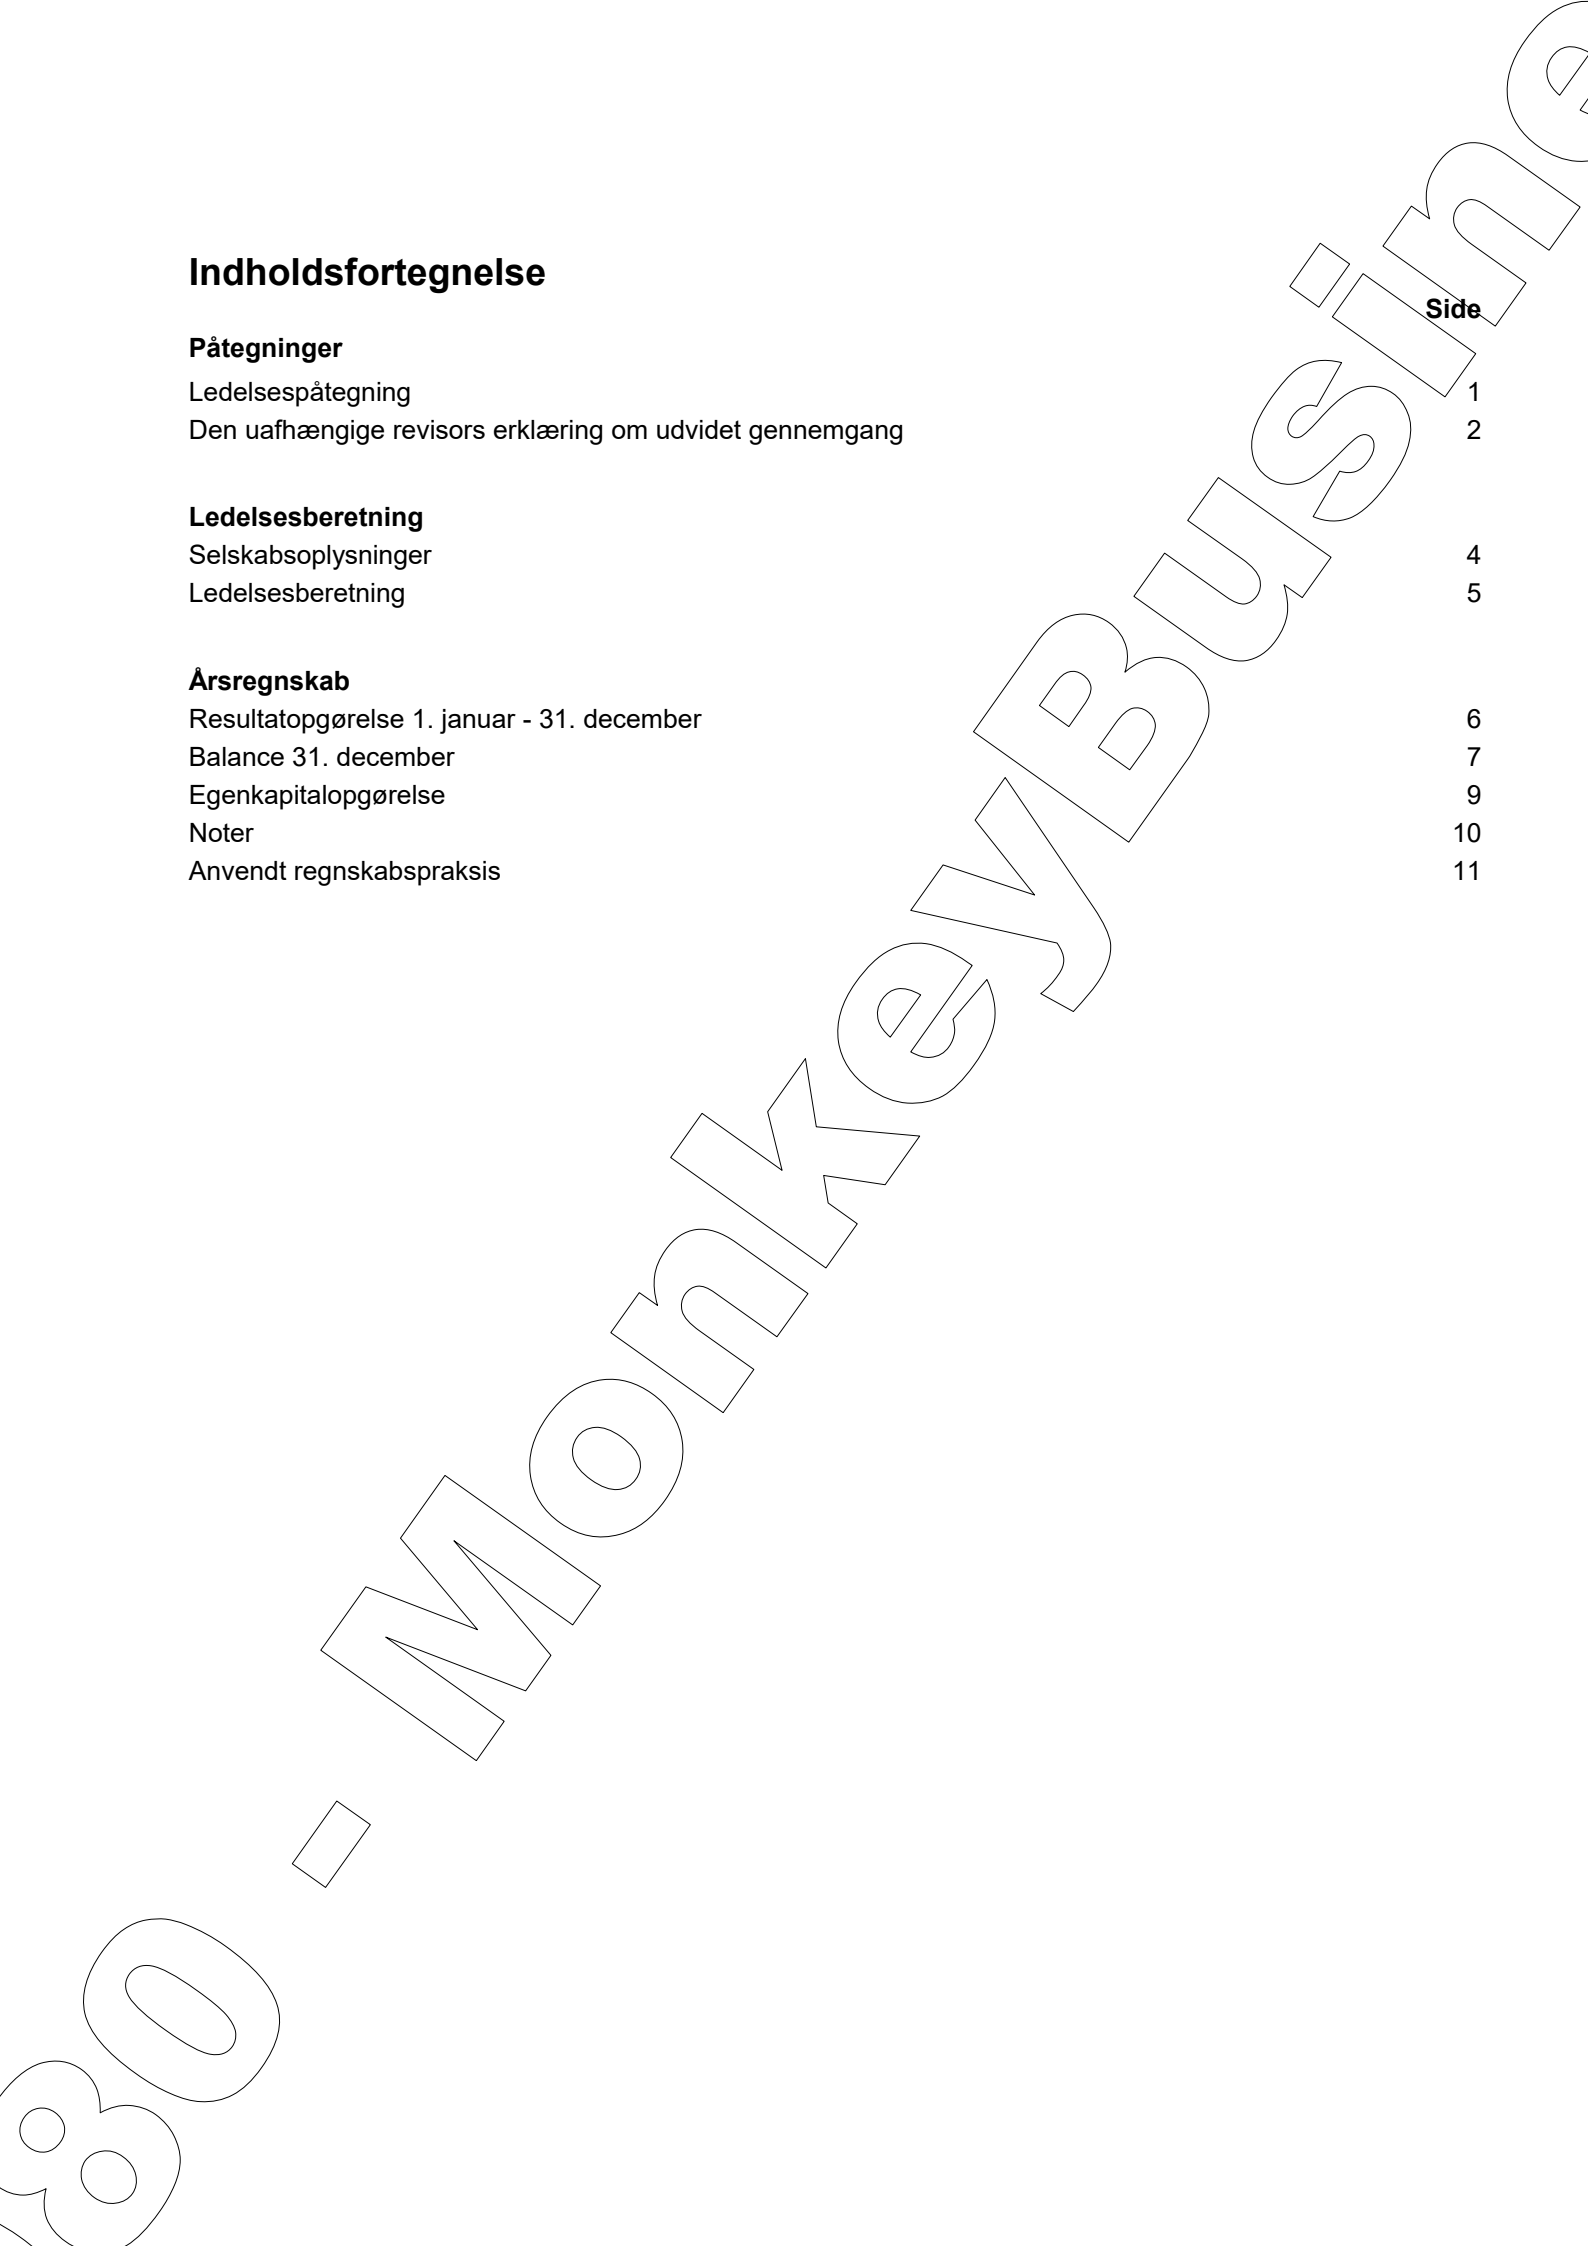 Indholdsfortegnelse
Side
Påtegninger
Ledelsespåtegning 1
Den uafhængige revisors erklæring om udvidet gennemgang 2
Ledelsesberetning
Selskabsoplysninger 4
Ledelsesberetning 5
Årsregnskab
Resultatopgørelse 1. januar - 31. december 6
Balance 31. december 7
Egenkapitalopgørelse 9
Noter 10
Anvendt regnskabspraksis 11
80 - MonkeyBusine